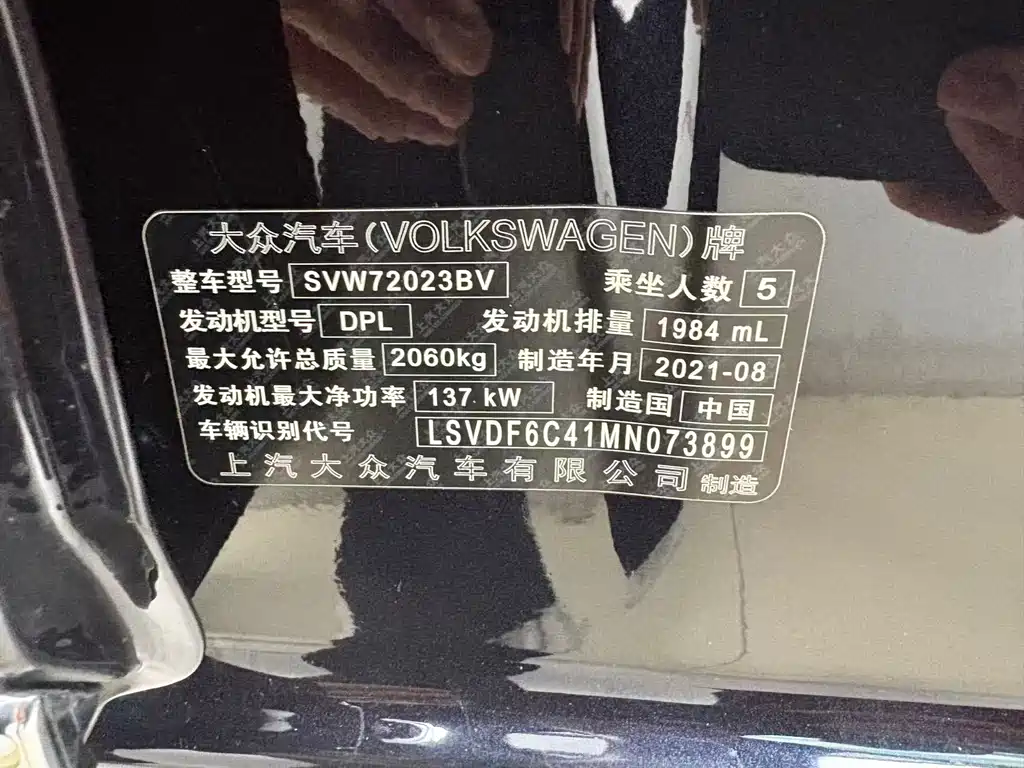 大众汽车(VOLKSWAGEN)牌
整车型号 SVW72023BV 乘坐人数 5
发动机型号 DPL 发动机排量 1984 mL
最大允许总质量 2060kg 制造年月 2021-08
发动机最大净功率 137 kW 制造国 中国
车辆识别代号 LSVDF6C41MN073899
上汽大众汽车有限公司 制造